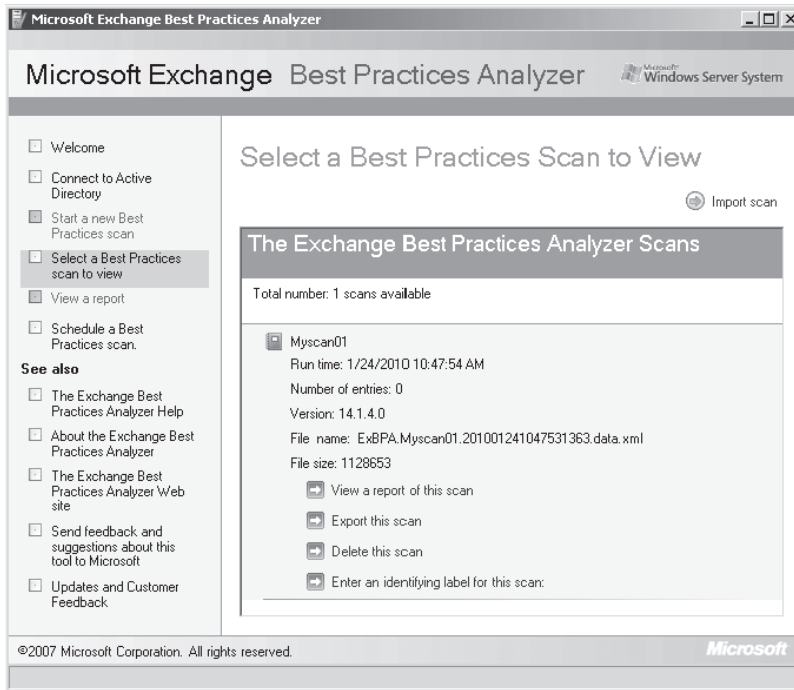 Microsoft Exchange Best Practices Analyzer
Microsoft Exchange Best Practices Analyzer
Microsoft
Windows Server System
Welcome
Connect to Active
Directory
Start a new Best
Practices scan
Select a Best Practices
scan to view
View a report
Schedule a Best
Practices scan.
See also
The Exchange Best
Practices Analyzer Help
About the Exchange Best
Practices Analyzer
The Exchange Best
Practices Analyzer Web
site
Send feedback and
suggestions about this
tool to Microsoft
Updates and Customer
Feedback
Select a Best Practices Scan to View
Import scan
The Exchange Best Practices Analyzer Scans
Total number: 1 scans available
Myscan01
Run time: 1/24/2010 10:47:54 AM
Number of entries: 0
Version: 14.1.4.0
File name: ExBPA.Myscan01.201001241047531363.data.xml
File size: 1128653
View a report of this scan
Export this scan
Delete this scan
Enter an identifying label for this scan:
©2007 Microsoft Corporation. All rights reserved.
Microsoft